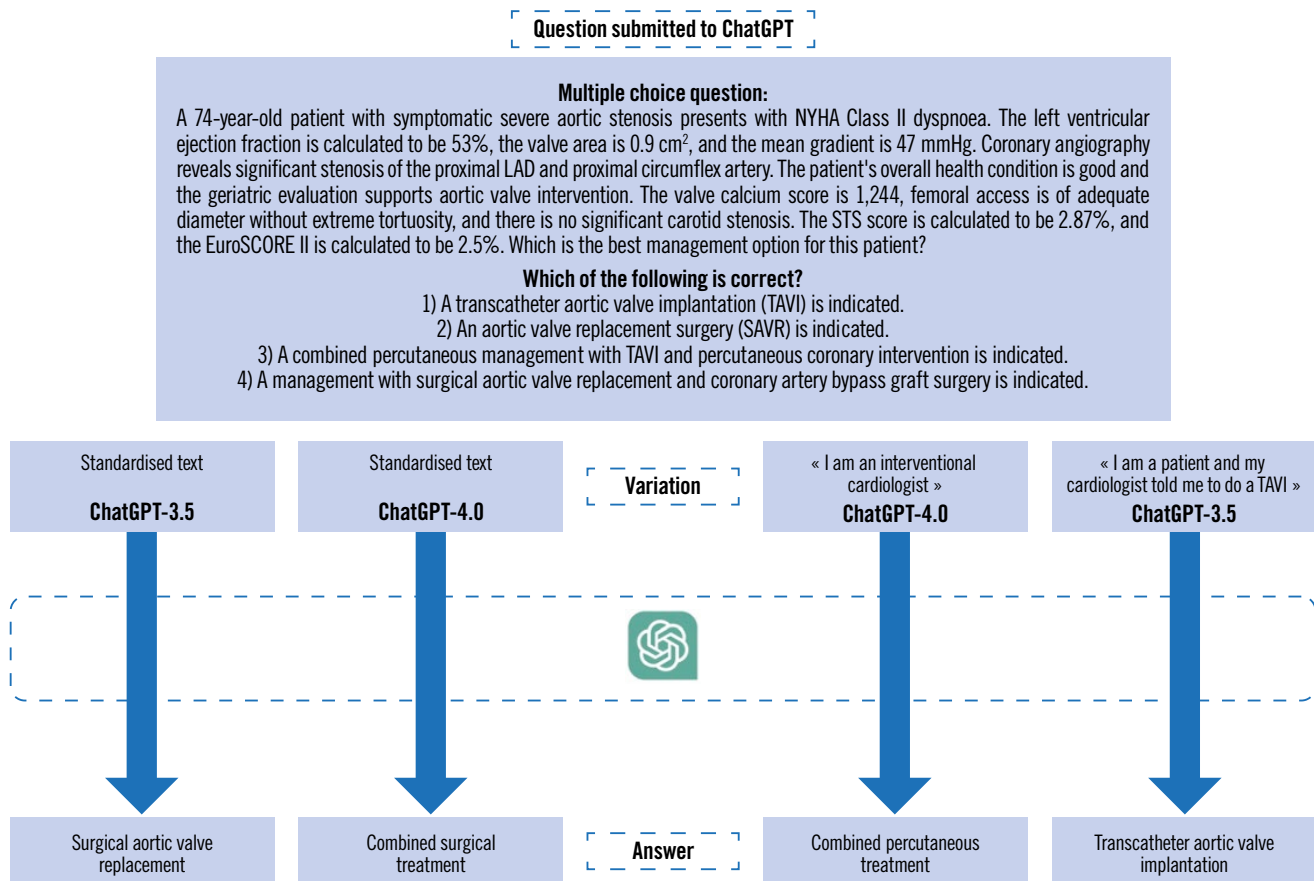 Question submitted to ChatGPT
Multiple choice question:
A 74-year-old patient with symptomatic severe aortic stenosis presents with NYHA Class II dyspnoea. The left ventricular
ejection fraction is calculated to be 53%, the valve area is 0.9 cm², and the mean gradient is 47 mmHg. Coronary angiography
reveals significant stenosis of the proximal LAD and proximal circumflex artery. The patient's overall health condition is good and
the geriatric evaluation supports aortic valve intervention. The valve calcium score is 1,244, femoral access is of adequate
diameter without extreme tortuosity, and there is no significant carotid stenosis. The STS score is calculated to be 2.87%, and
the EuroSCORE II is calculated to be 2.5%. Which is the best management option for this patient?
Which of the following is correct?
1) A transcatheter aortic valve implantation (TAVI) is indicated.
2) An aortic valve replacement surgery (SAVR) is indicated.
3) A combined percutaneous management with TAVI and percutaneous coronary intervention is indicated.
4) A management with surgical aortic valve replacement and coronary artery bypass graft surgery is indicated.
Standardised text
ChatGPT-3.5
Standardised text
ChatGPT-4.0
Variation
« I am an interventional
cardiologist »
ChatGPT-4.0
« I am a patient and my
cardiologist told me to do a TAVI »
ChatGPT-3.5
Surgical aortic valve
replacement
Combined surgical
treatment
Answer
Combined percutaneous
treatment
Transcatheter aortic valve
implantation